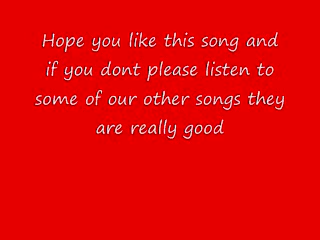 Hope you like this song and
if you dont please listen to
some of our other songs they
are really good